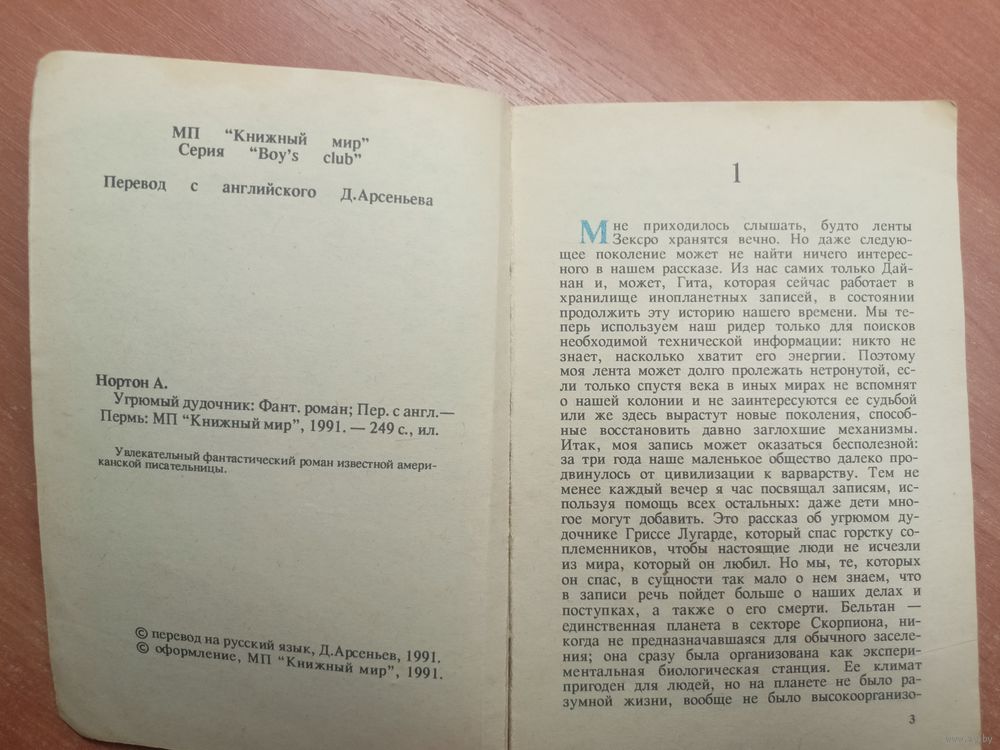 МП “Книжный мир”
Серия “Boy's club”
Перевод с английского Д.Арсеньева
Нортон А.
Угрюмый дудочник: Фант. роман; Пер. с англ.—
Пермь: МП “Книжный мир”, 1991. — 249 с., ил.
Увлекательный фантастический роман известной амери-
канской писательницы.
© перевод на русский язык, Д.Арсеньев, 1991.
© оформление, МП “Книжный мир”, 1991.
1
Мне приходилось слышать, будто ленты
Зексро хранятся вечно. Но даже следую-
щее поколение может не найти ничего интерес-
ного в нашем рассказе. Из нас самих только Дай-
нан и, может, Гита, которая сейчас работает в
хранилище инопланетных записей, в состоянии
продолжить эту историю нашего времени. Мы те-
перь используем наш ридер только для поисков
необходимой технической информации: никто не
знает, насколько хватит его энергии. Поэтому
моя лента может долго пролежать нетронутой, ес-
ли только спустя века в иных мирах не вспомнят
о нашей колонии и не заинтересуются ее судьбой
или же здесь вырастут новые поколения, способ-
ные восстановить давно заглохшие механизмы.
Итак, моя запись может оказаться бесполезной:
за три года наше маленькое общество далеко про-
двинулось от цивилизации к варварству. Тем не
менее каждый вечер я час посвящал записям, ис-
пользуя помощь всех остальных: даже дети мно-
гое могут добавить. Это рассказ об угрюмом ду-
дочнике Гриссе Лугарде, который спас горстку со-
племенников, чтобы настоящие люди не исчезли
из мира, который он любил. Но мы, те, которых
он спас, в сущности так мало о нем знаем, что
в записи речь пойдет больше о наших делах и
поступках, а также о его смерти. Бельтан —
единственная планета в секторе Скорпиона, ни-
когда не предназначавшаяся для обычного заселе-
ния; она сразу была организована как экспери-
ментальная биологическая станция. Ее климат
пригоден для людей, но на планете не было ра-
зумной жизни, вообще не было высокоорганизо-
3
www.ay.by